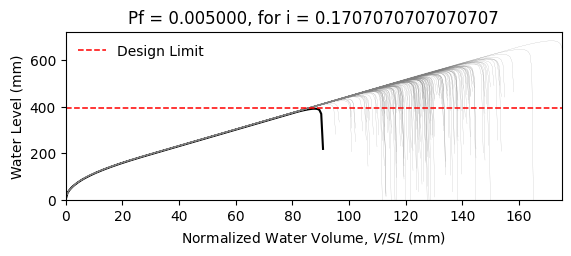 Pf = 0.005000, for i = 0.1707070707070707
Design Limit
Water Level (mm)
600
400
200
0
0 20 40 60 80 100 120 140 160
Normalized Water Volume, V/SL (mm)